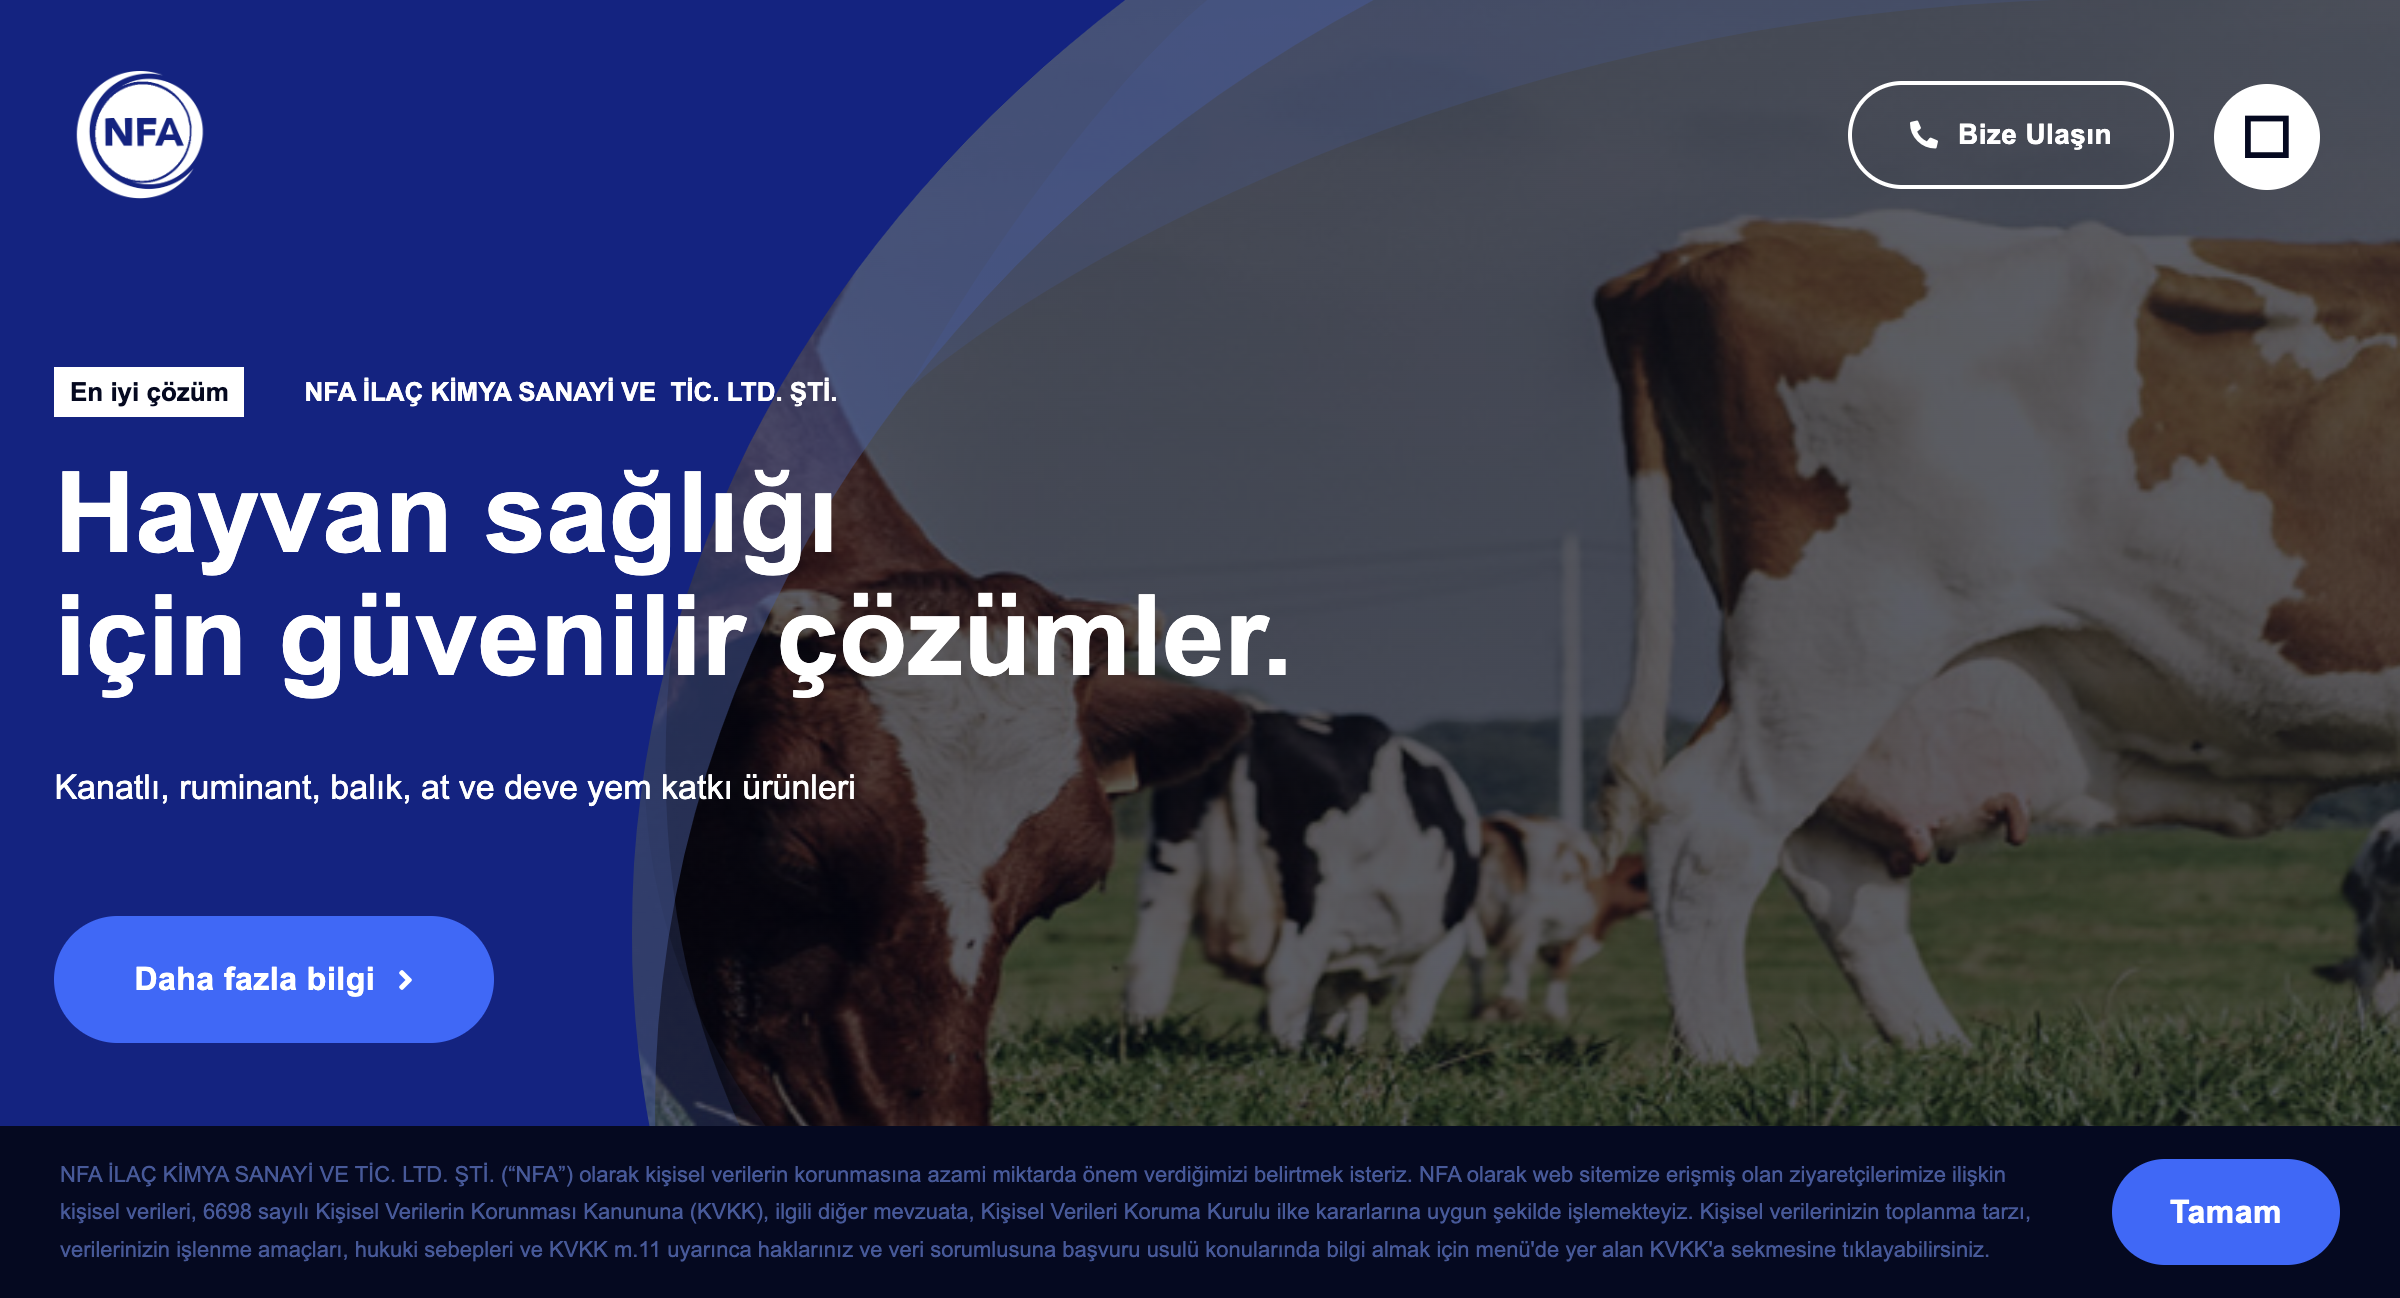 NFA
Bize Ulaşın
En iyi çözüm
NFA İLAÇ KİMYA SANAYİ VE  TİC. LTD. ŞTİ.
Hayvan sağlığı
için güvenilir çözümler.
Kanatlı, ruminant, balık, at ve deve yem katkı ürünleri
Daha fazla bilgi
NFA İLAÇ KİMYA SANAYİ VE TİC. LTD. ŞTİ. (“NFA”) olarak kişisel verilerin korunmasına azami miktarda önem verdiğimizi belirtmek isteriz. NFA olarak web sitemize erişmiş olan ziyaretçilerimize ilişkin
kişisel verileri, 6698 sayılı Kişisel Verilerin Korunması Kanununa (KVKK), ilgili diğer mevzuata, Kişisel Verileri Koruma Kurulu ilke kararlarına uygun şekilde işlemekteyiz. Kişisel verilerinizin toplanma tarzı,
verilerinizin işlenme amaçları, hukuki sebepleri ve KVKK m.11 uyarınca haklarınız ve veri sorumlusuna başvuru usulü konularında bilgi almak için menü'de yer alan KVKK'a sekmesine tıklayabilirsiniz.
Tamam